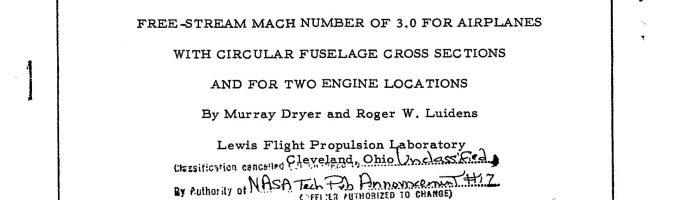 FREE-STREAM MACH NUMBER OF 3.0 FOR AIRPLANES
WITH CIRCULAR FUSELAGE CROSS SECTIONS
AND FOR TWO ENGINE LOCATIONS
By Murray Dryer and Roger W. Luidens
Lewis Flight Propulsion Laboratory
Cleveland, Ohio
Classification cancelled Unclassified
By Authority of NASA Tech Pub Announcement #17
(OFFICER AUTHORIZED TO CHANGE)